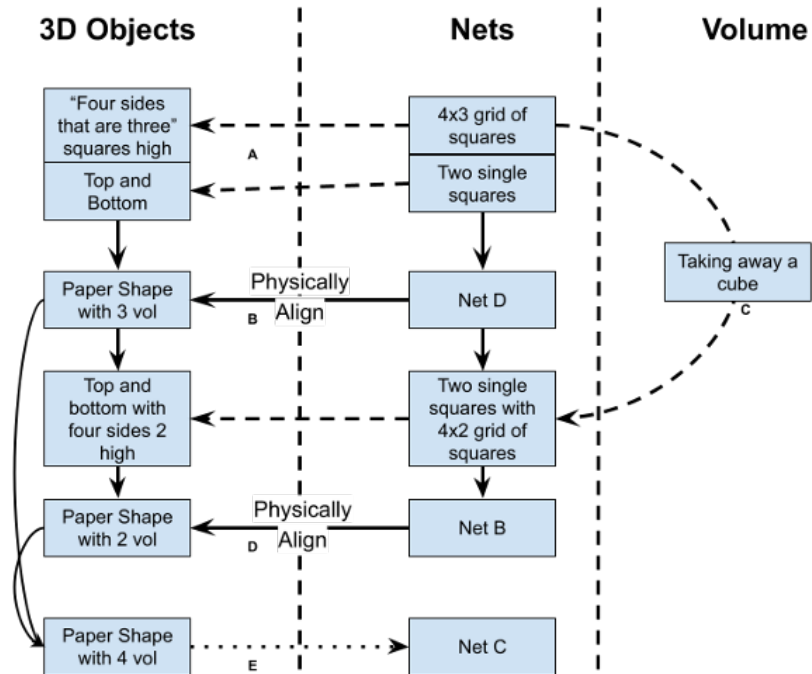 3D Objects
Nets
Volume
“Four sides
that are three”
squares high
4x3 grid of
squares
A
Top and
Bottom
Two single
squares
Taking away a
cube
C
Paper Shape
with 3 vol
Physically
Align
B
Net D
Top and
bottom with
four sides 2
high
Two single
squares with
4x2 grid of
squares
Paper Shape
with 2 vol
Physically
Align
D
Net B
Paper Shape
with 4 vol
E
Net C